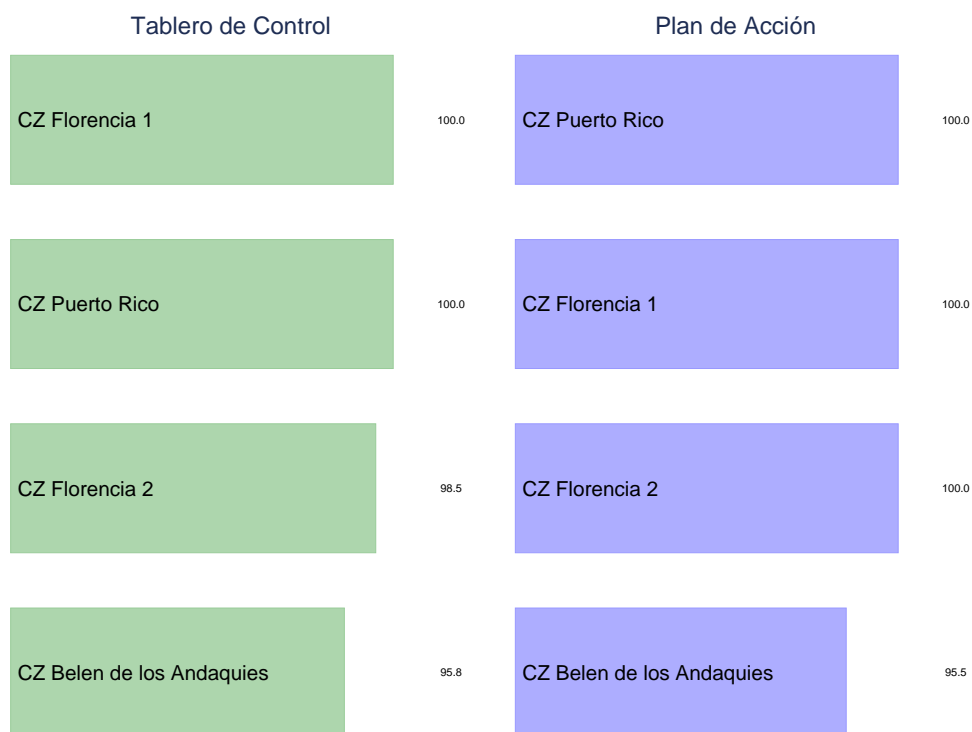 Tablero de Control
CZ Florencia 1 100.0
CZ Puerto Rico 100.0
CZ Florencia 2 98.5
CZ Belen de los Andaquies 95.8
Plan de Acción
CZ Puerto Rico 100.0
CZ Florencia 1 100.0
CZ Florencia 2 100.0
CZ Belen de los Andaquies 95.5